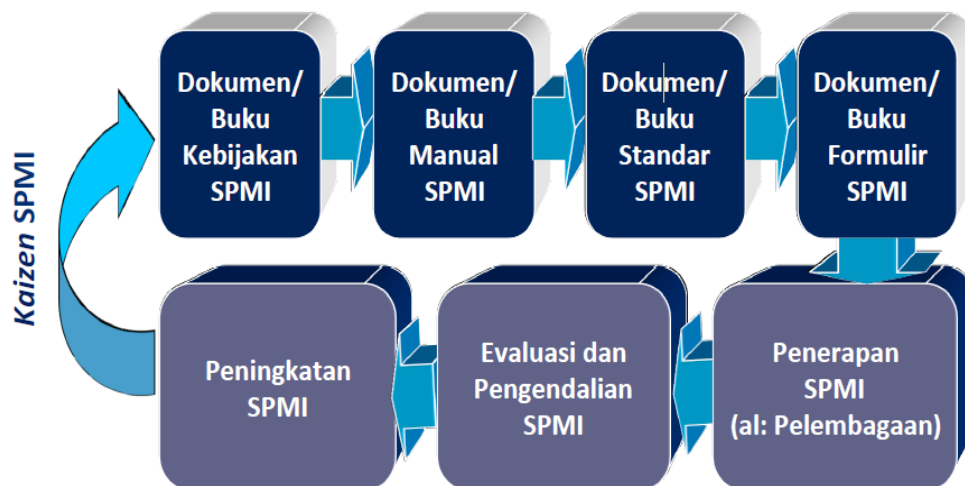 Dokumen/
Buku
Kebijakan
SPMI
Dokumen/
Buku
Manual
SPMI
Dokumen/
Buku
Standar
SPMI
Dokumen/
Buku
Formulir
SPMI
Kaizen SPMI
Peningkatan
SPMI
Evaluasi dan
Pengendalian
SPMI
Penerapan
SPMI
(al: Pelembagaan)